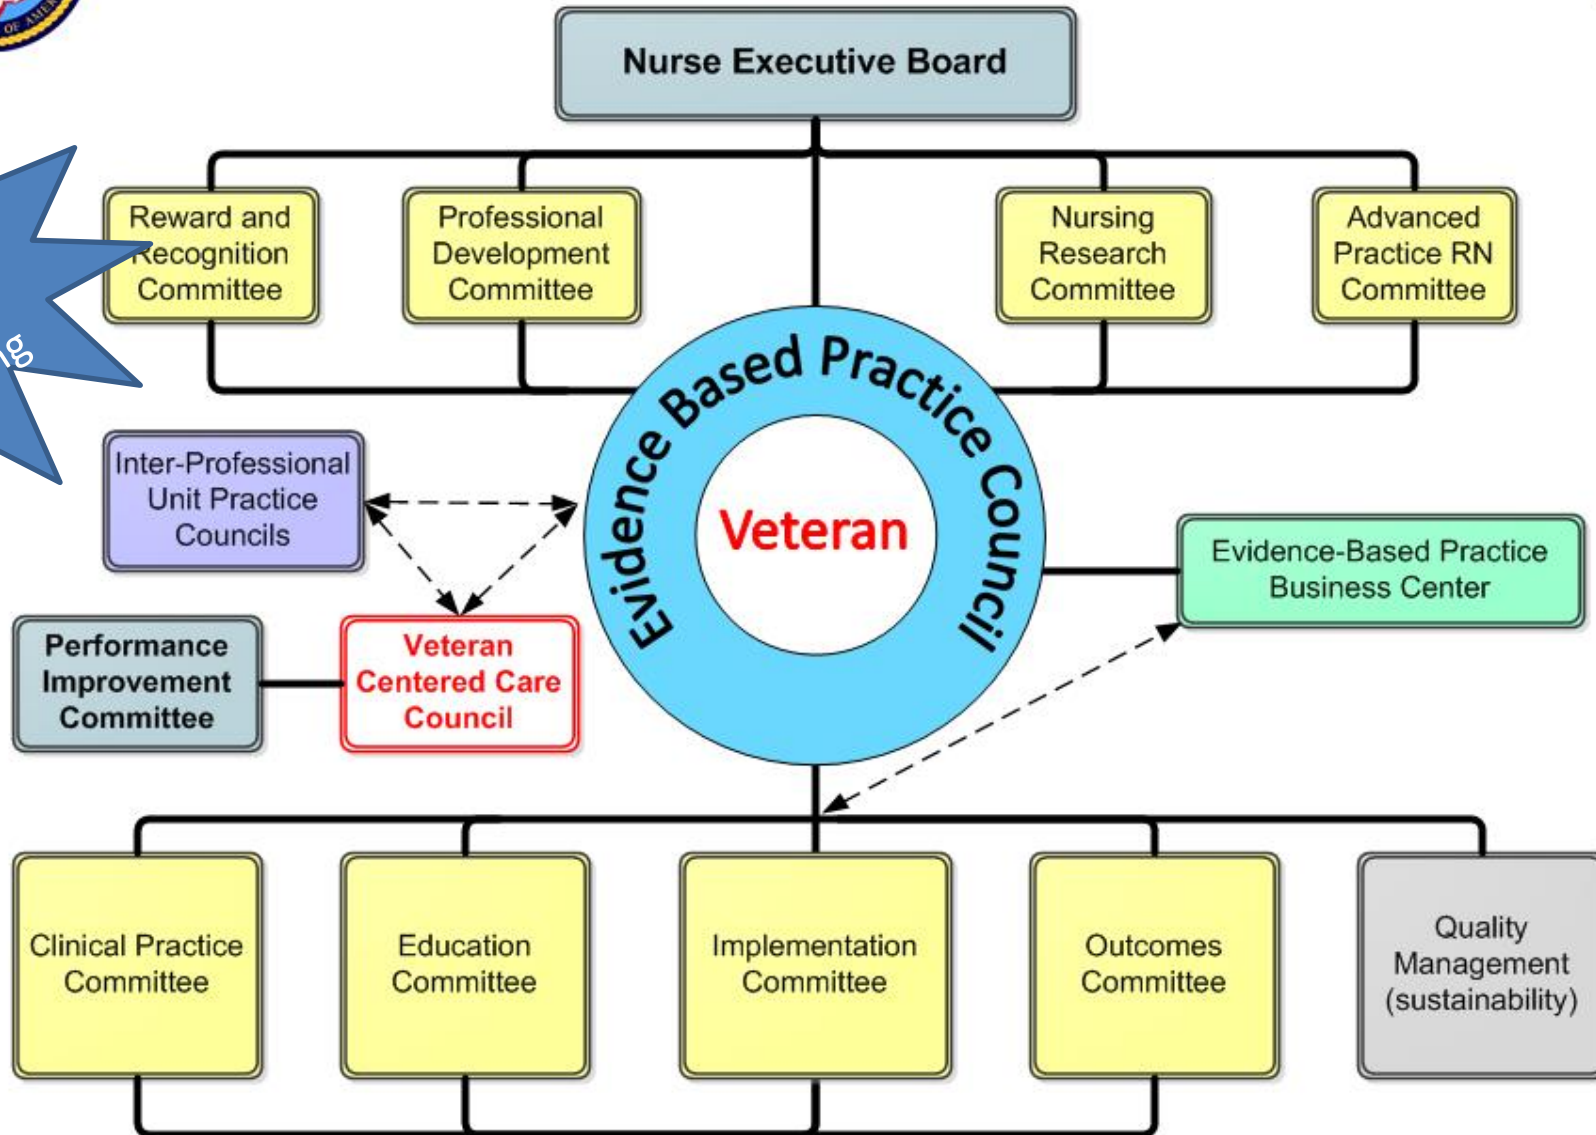 OF AMER
Nurse Executive Board
Reward and
Recognition
Committee
Professional
Development
Committee
Nursing
Research
Committee
Advanced
Practice RN
Committee
Evidence Based Practice Council
Veteran
Inter-Professional
Unit Practice
Councils
Evidence-Based Practice
Business Center
Performance
Improvement
Committee
Veteran
Centered Care
Council
Clinical Practice
Committee
Education
Committee
Implementation
Committee
Outcomes
Committee
Quality
Management
(sustainability)